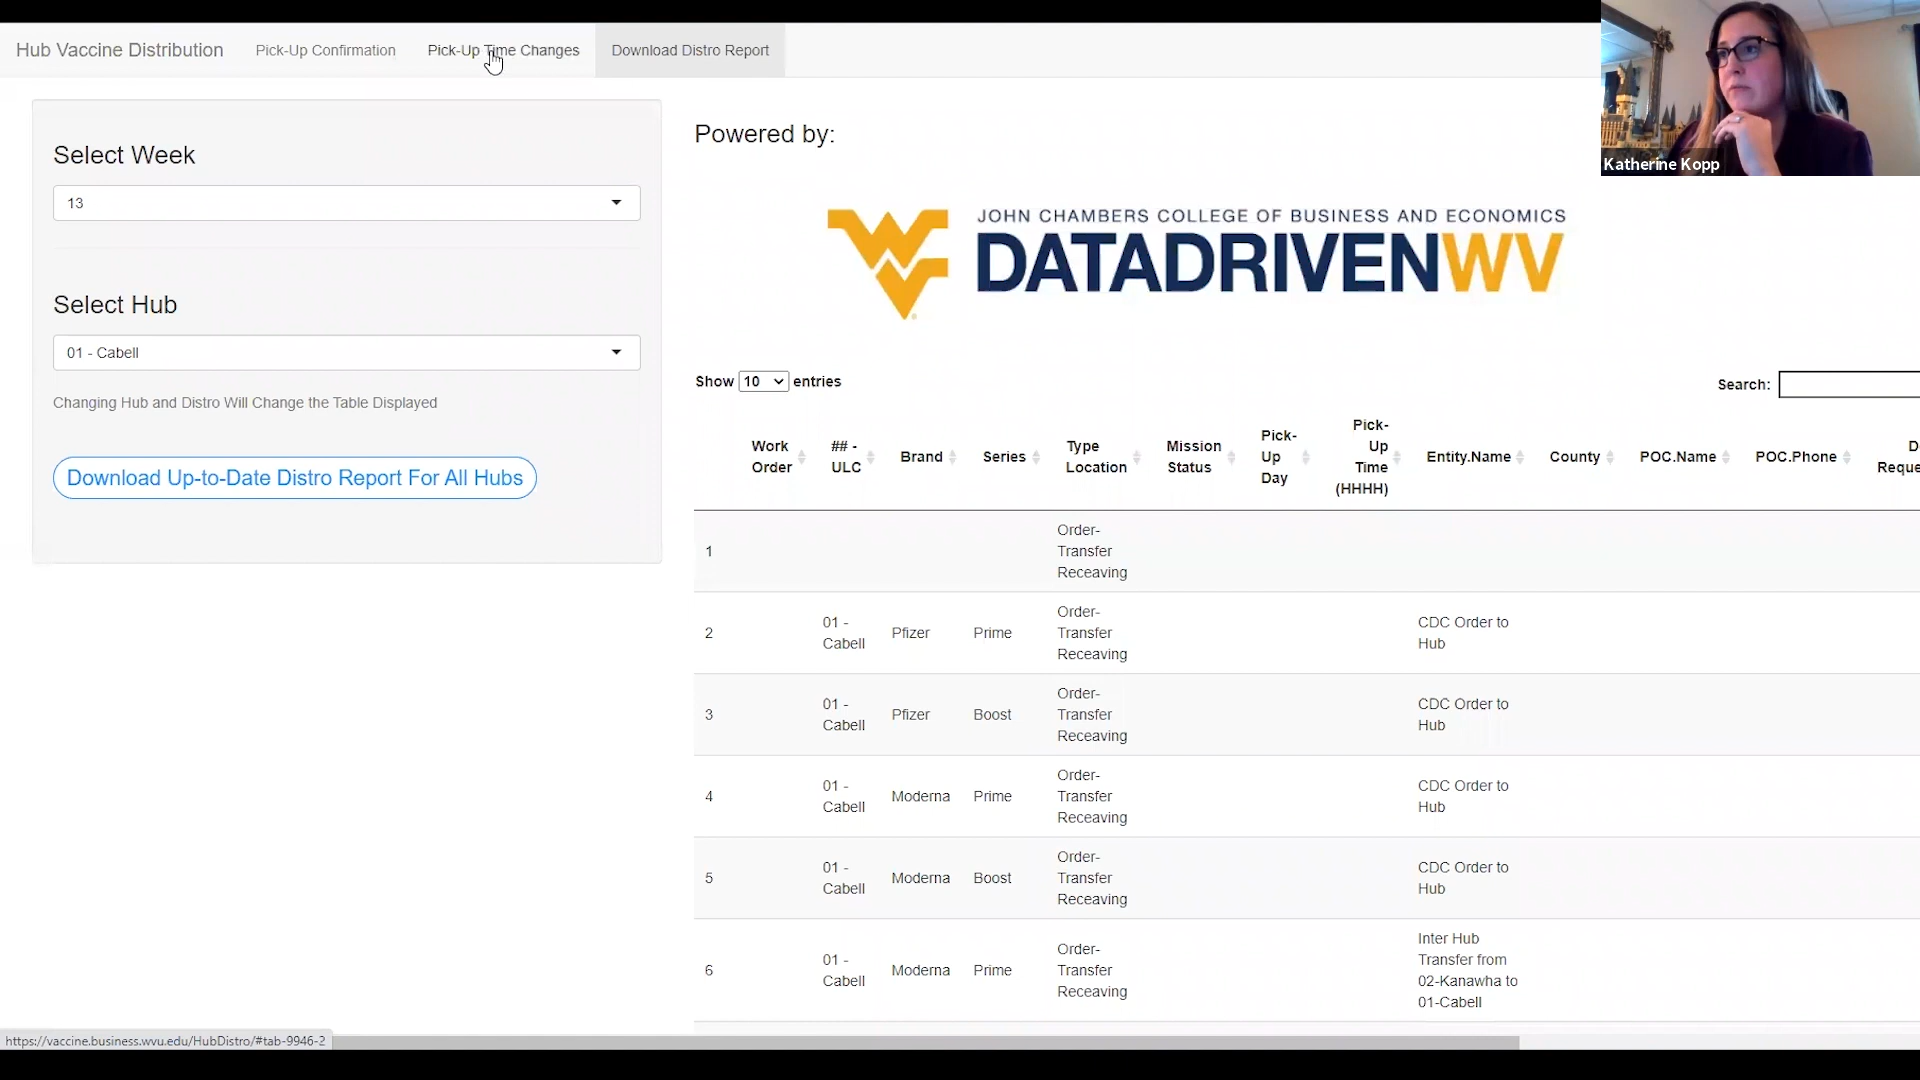 Hub Vaccine Distribution Pick-Up Confirmation Pick-Up Time Changes Download Distro Report
Katherine Kopp
Select Week
13
Select Hub
01 - Cabell
Changing Hub and Distro Will Change the Table Displayed
Download Up-to-Date Distro Report For All Hubs
Powered by:
JOHN CHAMBERS COLLEGE OF BUSINESS AND ECONOMICS
DATADRIVENWV
Show 10 entries
Search:
Work Order
## - ULC
Brand
Series
Type Location
Mission Status
Pick-Up Day
Pick-Up Time (HHHH)
Entity.Name
County
POC.Name
POC.Phone
1 Order-Transfer Receaving
2 01 - Cabell Pfizer Prime Order-Transfer Receaving CDC Order to Hub
3 01 - Cabell Pfizer Boost Order-Transfer Receaving CDC Order to Hub
4 01 - Cabell Moderna Prime Order-Transfer Receaving CDC Order to Hub
5 01 - Cabell Moderna Boost Order-Transfer Receaving CDC Order to Hub
6 01 - Cabell Moderna Prime Order-Transfer Receaving Inter Hub Transfer from 02-Kanawha to 01-Cabell
https://vaccine.business.wvu.edu/HubDistro/#tab-9946-2